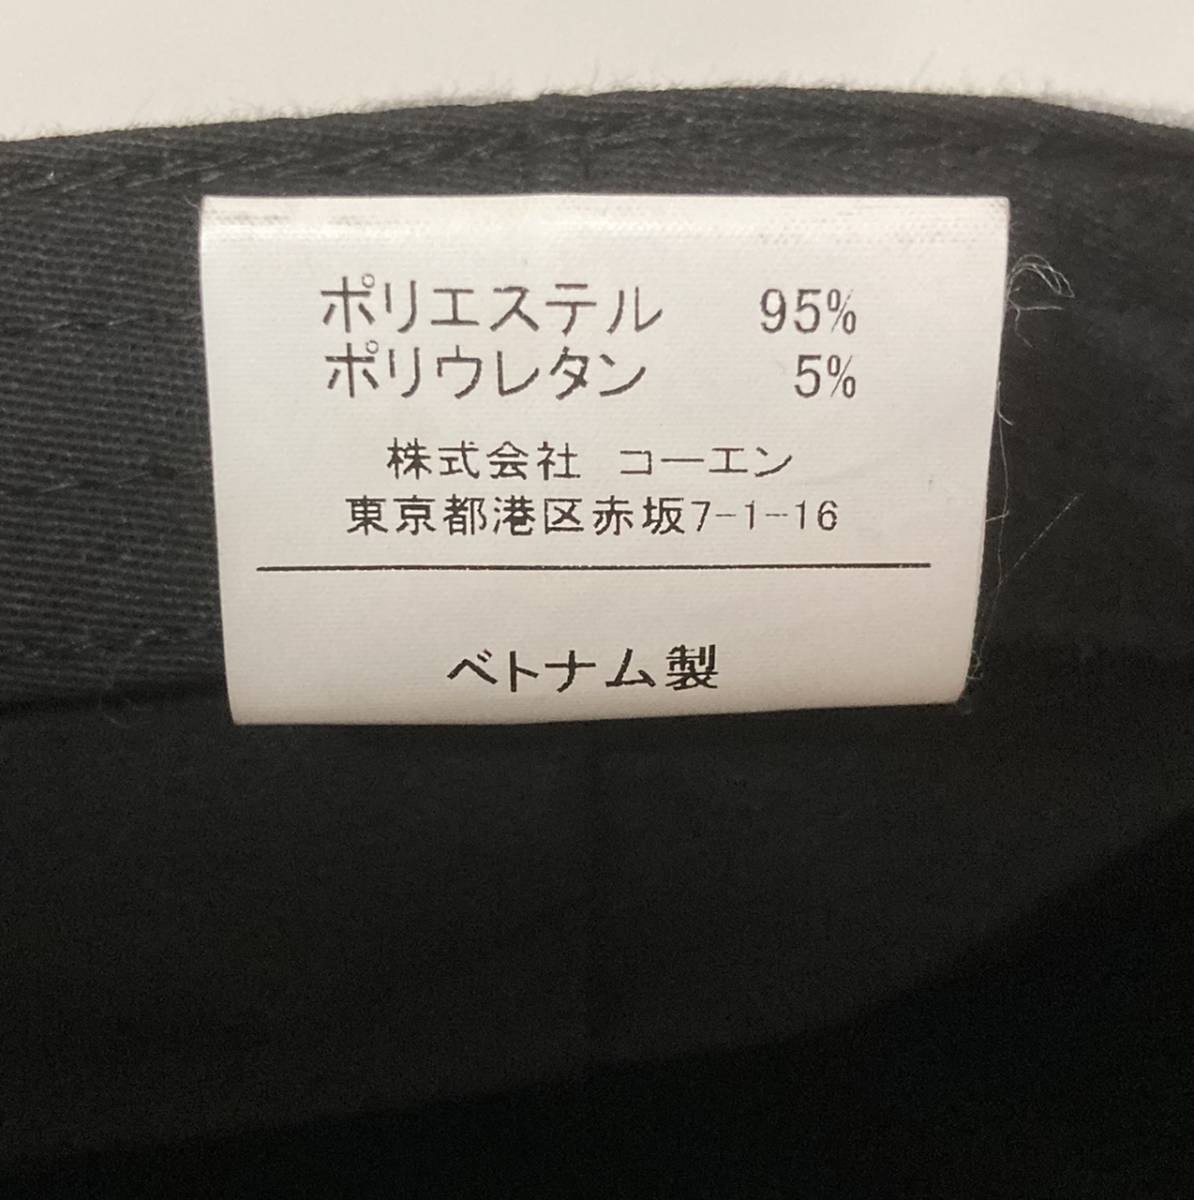 ポリエステル 95%
ポリウレタン 5%
株式会社 コーエン
東京都港区赤坂7-1-16
ベトナム製